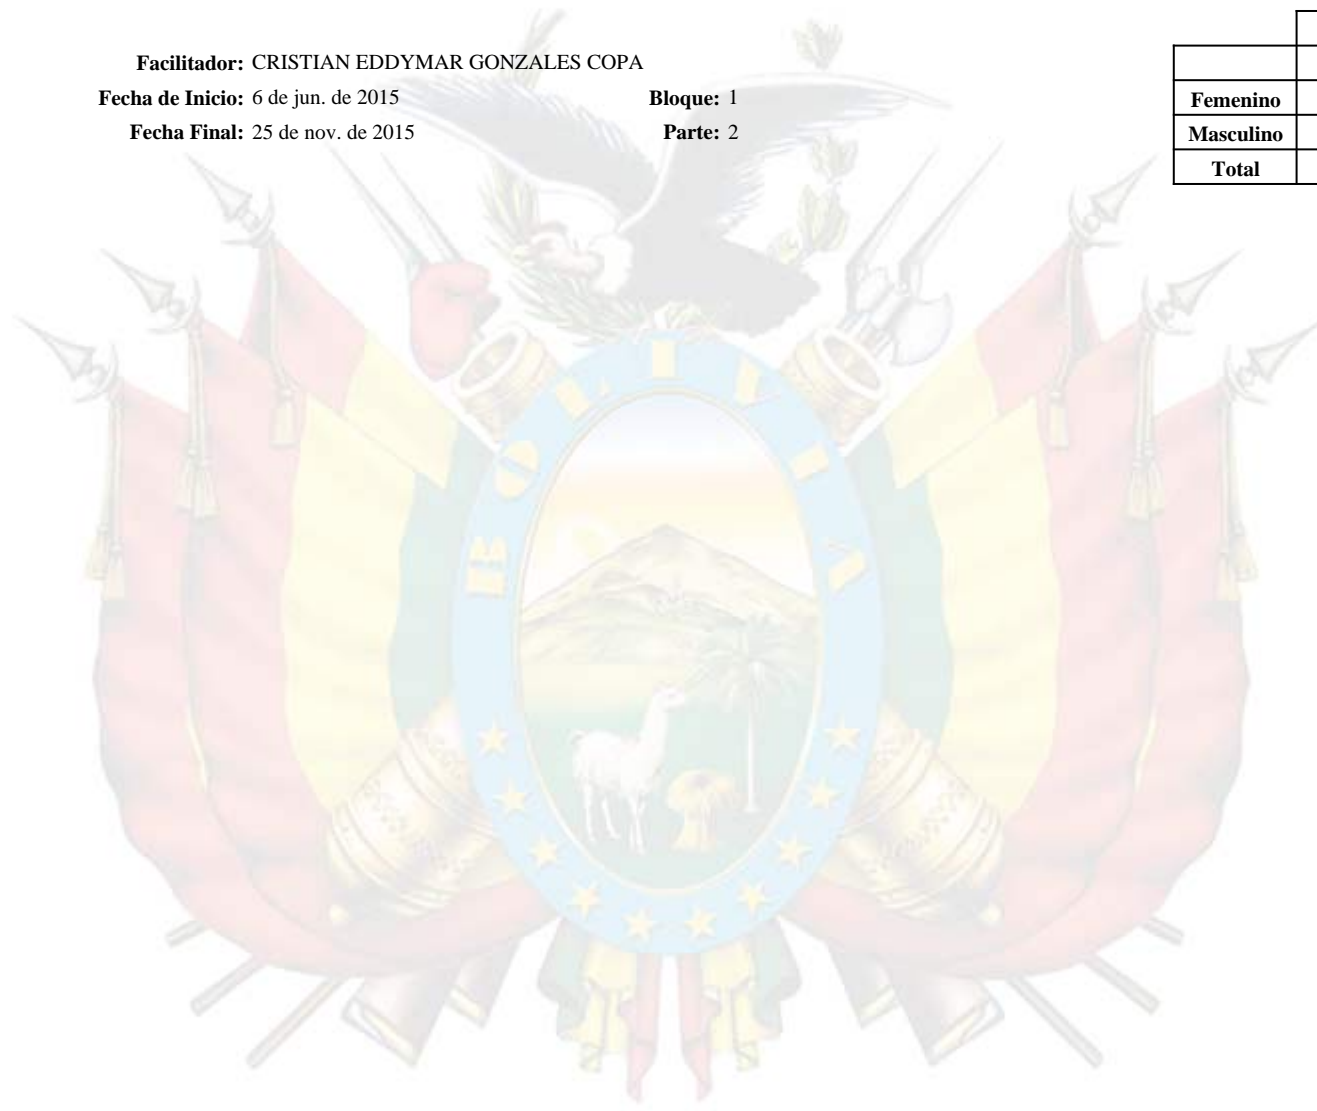 Facilitador: CRISTIAN EDDYMAR GONZALES COPA
Fecha de Inicio: 6 de jun. de 2015 Bloque: 1
Fecha Final: 25 de nov. de 2015 Parte: 2
Femenino
Masculino
Total
BOLIVIA